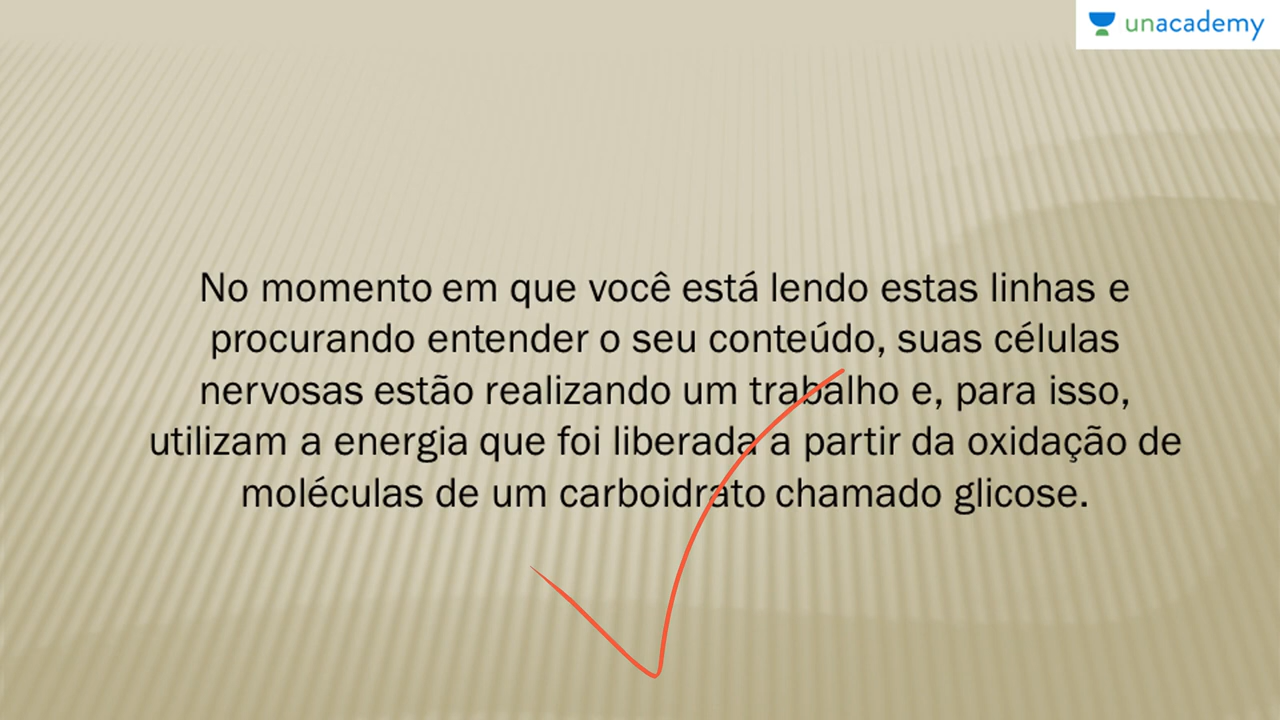 unacademy
No momento em que você está lendo estas linhas e
procurando entender o seu conteúdo, suas células
nervosas estão realizando um trabalho e, para isso,
utilizam a energia que foi liberada a partir da oxidação de
moléculas de um carboidrato chamado glicose.